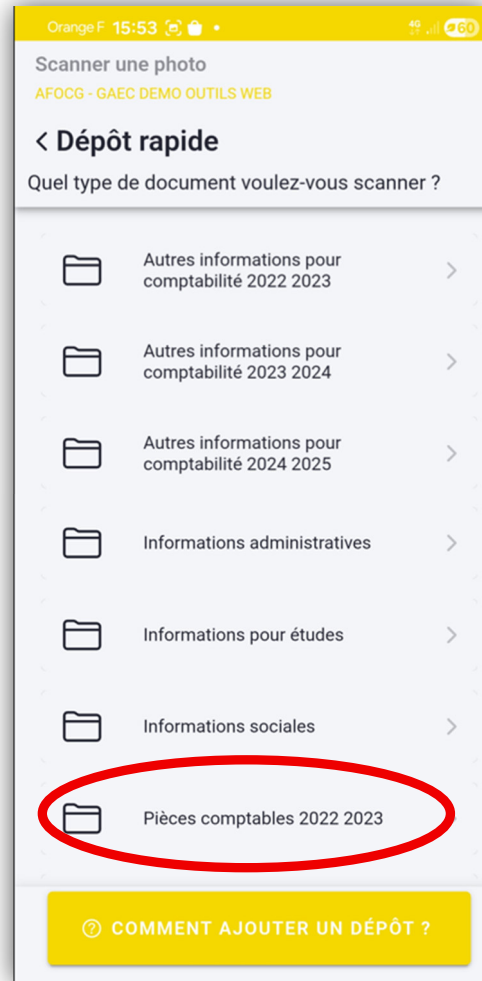 Orange F 15:53
4G 60
Scanner une photo
AFOCG - GAEC DEMO OUTILS WEB
< Dépôt rapide
Quel type de document voulez-vous scanner ?
Autres informations pour
comptabilité 2022 2023
Autres informations pour
comptabilité 2023 2024
Autres informations pour
comptabilité 2024 2025
Informations administratives
Informations pour études
Informations sociales
Pièces comptables 2022 2023
COMMENT AJOUTER UN DÉPÔT ?